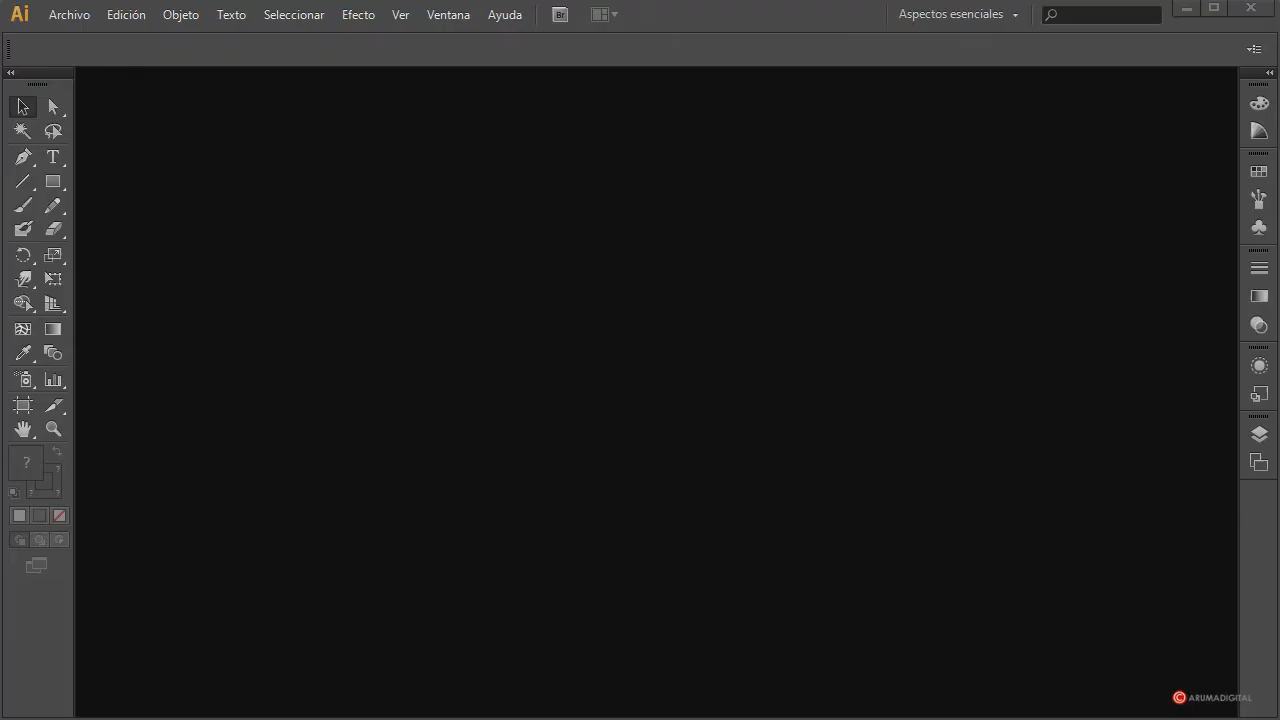 Ai Archivo Edición Objeto Texto Seleccionar Efecto Ver Ventana Ayuda Br Aspectos esenciales
T
?
? ? ?
© ARUMADIGITAL